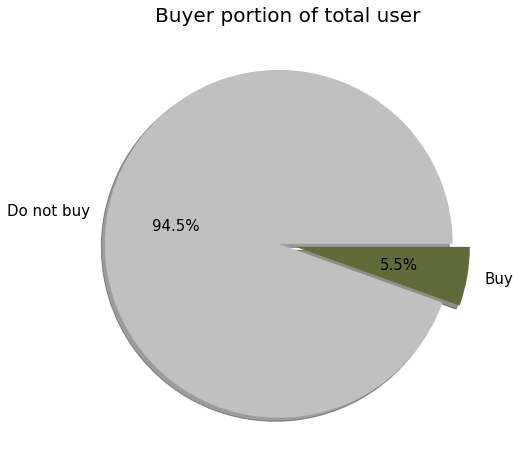 Buyer portion of total user
Do not buy
94.5%
5.5%
Buy